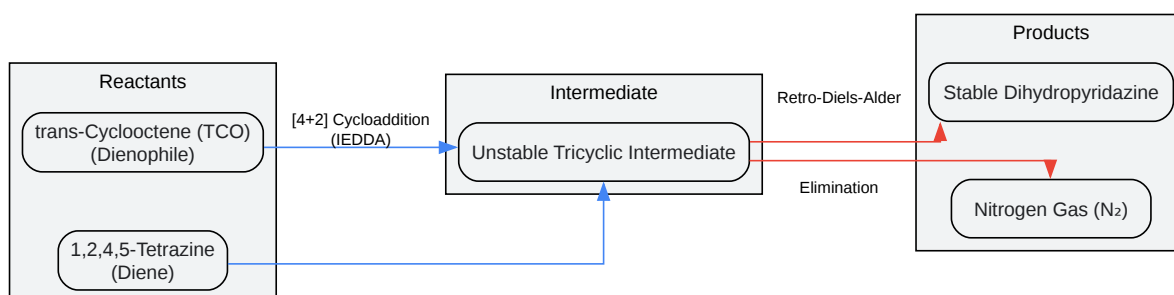 Reactants
trans-Cyclooctene (TCO)
(Dienophile)
1,2,4,5-Tetrazine
(Diene)
[4+2] Cycloaddition
(IEDDA)
Intermediate
Unstable Tricyclic Intermediate
Retro-Diels-Alder
Elimination
Products
Stable Dihydropyridazine
Nitrogen Gas (N₂)